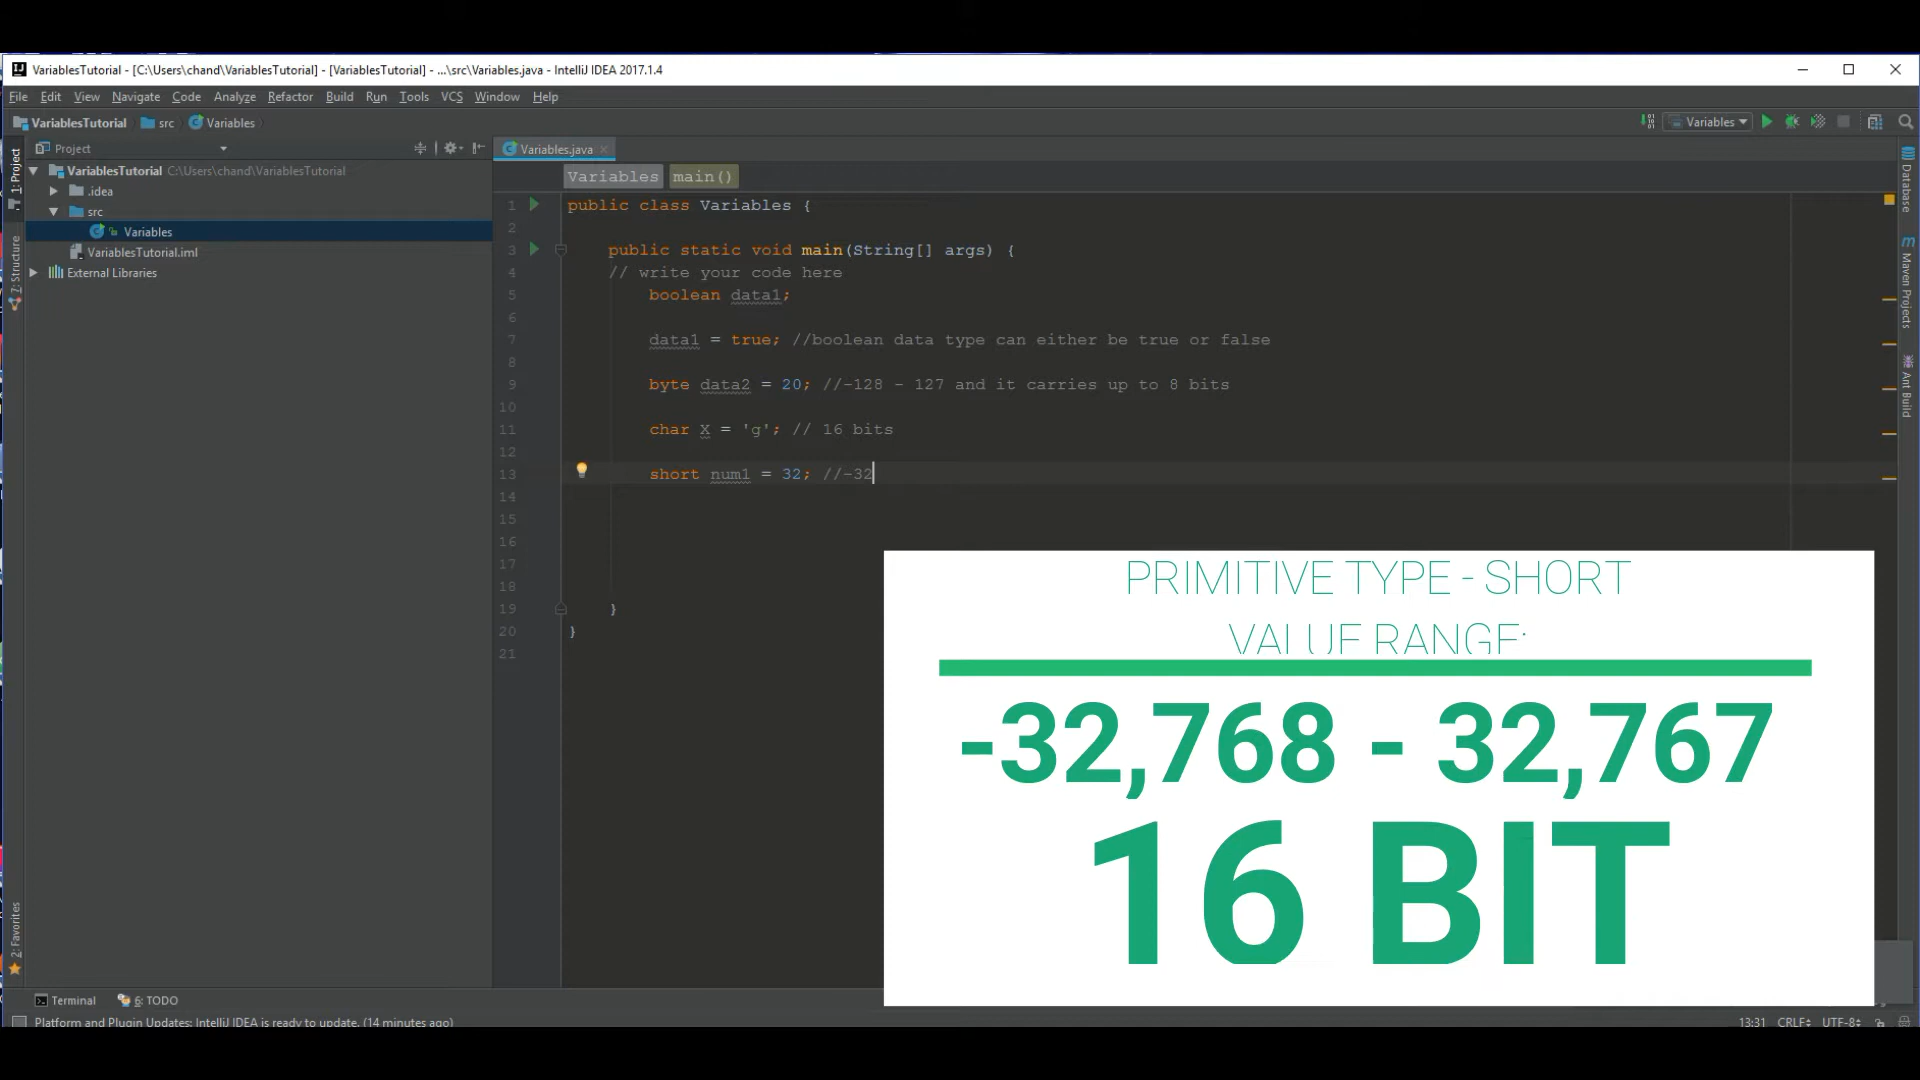 VariablesTutorial - [C:\Users\chand\VariablesTutorial] - [VariablesTutorial] - ...\src\Variables.java - IntelliJ IDEA 2017.1.4
File Edit View Navigate Code Analyze Refactor Build Run Tools VCS Window Help
VariablesTutorial src Variables
Variables
Project
Variables.java
1: Project
VariablesTutorial C:\Users\chand\VariablesTutorial
.idea
src
Variables
VariablesTutorial.iml
External Libraries
7: Structure
2: Favorites
Variables main()
1 public class Variables {
2
3 public static void main(String[] args) {
4 // write your code here
5 boolean data1;
6
7 data1 = true; //boolean data type can either be true or false
8
9 byte data2 = 20; //-128 - 127 and it carries up to 8 bits
10
11 char X = 'g'; // 16 bits
12
13 short num1 = 32; //-32
14
15
16
17
18
19 }
20 }
21
Database
Maven Projects
Ant Build
PRIMITIVE TYPE - SHORT
VALUE RANGE:
-32,768 - 32,767
16 BIT
Terminal 6: TODO
Platform and Plugin Updates: IntelliJ IDEA is ready to update. (14 minutes ago)
13:31 CRLF UTF-8